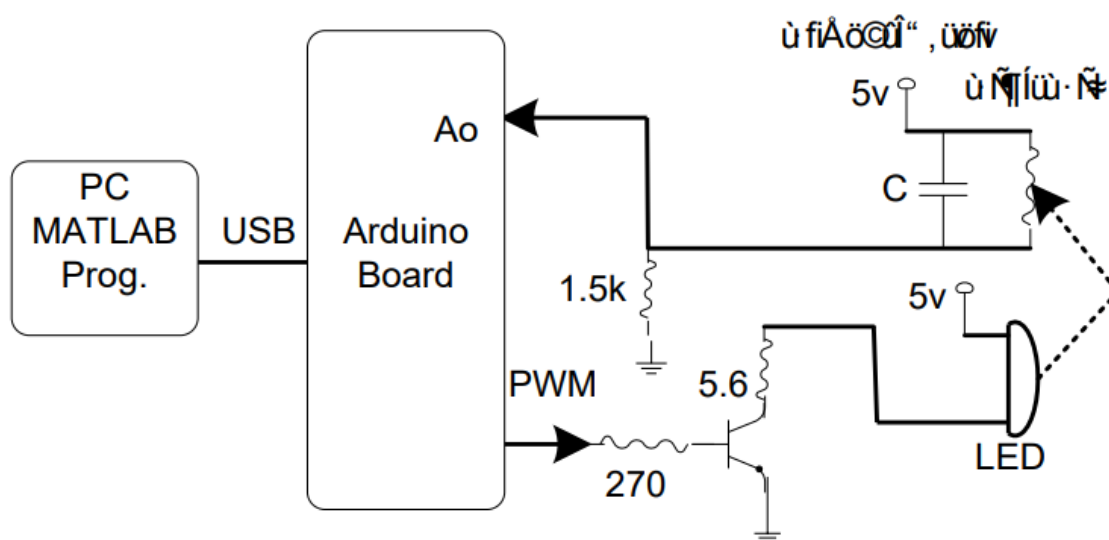 5v
Ao
PC
MATLAB
Prog.
USB
Arduino
Board
C
1.5k
5v
PWM
5.6
270
LED